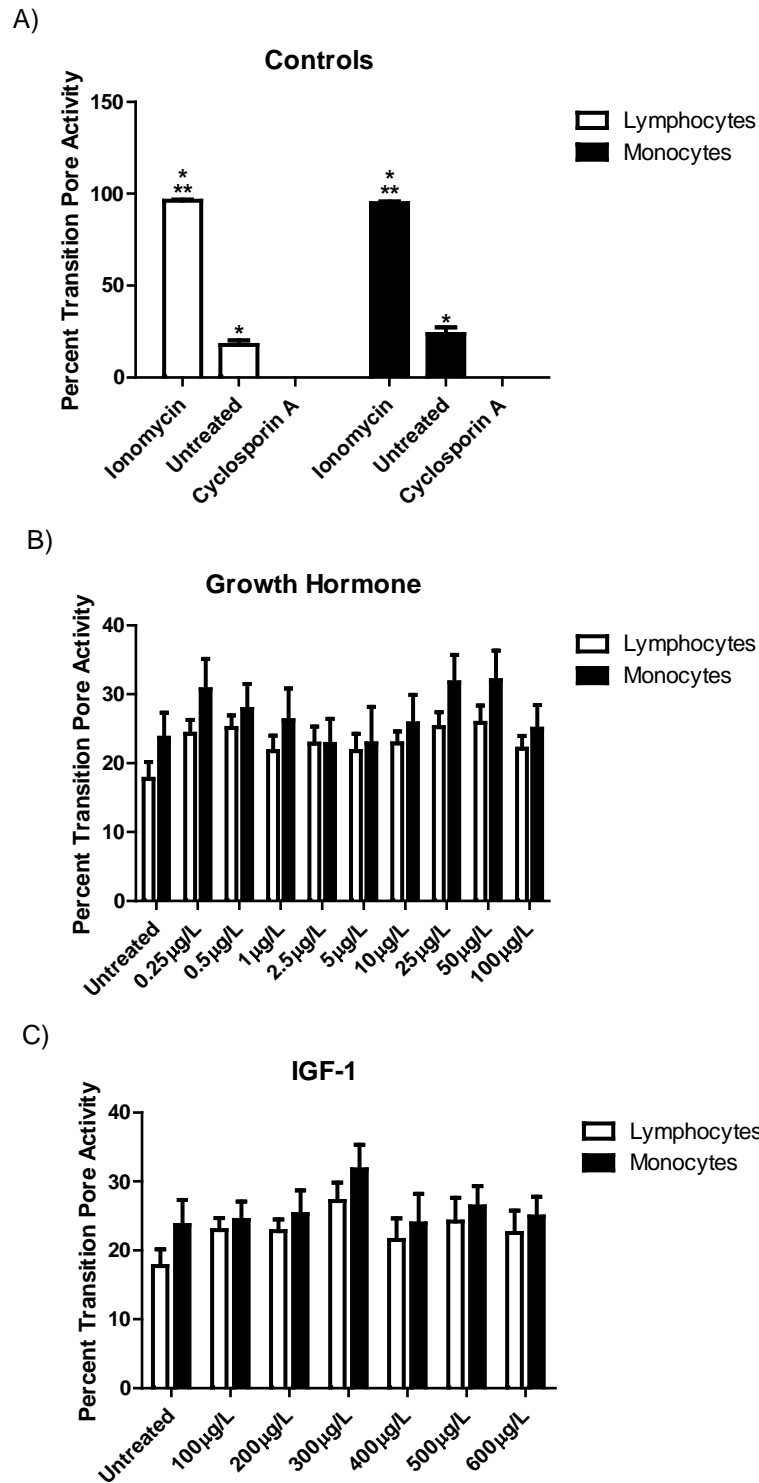 A)
Controls
Percent Transition Pore Activity
150
100
50
0
*
**
*
*
**
*
Ionomycin
Untreated
Cyclosporin A
Ionomycin
Untreated
Cyclosporin A
Lymphocytes
Monocytes
B)
Growth Hormone
Percent Transition Pore Activity
40
30
20
10
0
Untreated
0.25µg/L
0.5µg/L
1µg/L
2.5µg/L
5µg/L
10µg/L
25µg/L
50µg/L
100µg/L
Lymphocytes
Monocytes
C)
IGF-1
Percent Transition Pore Activity
40
30
20
10
0
Untreated
100µg/L
200µg/L
300µg/L
400µg/L
500µg/L
600µg/L
Lymphocytes
Monocytes